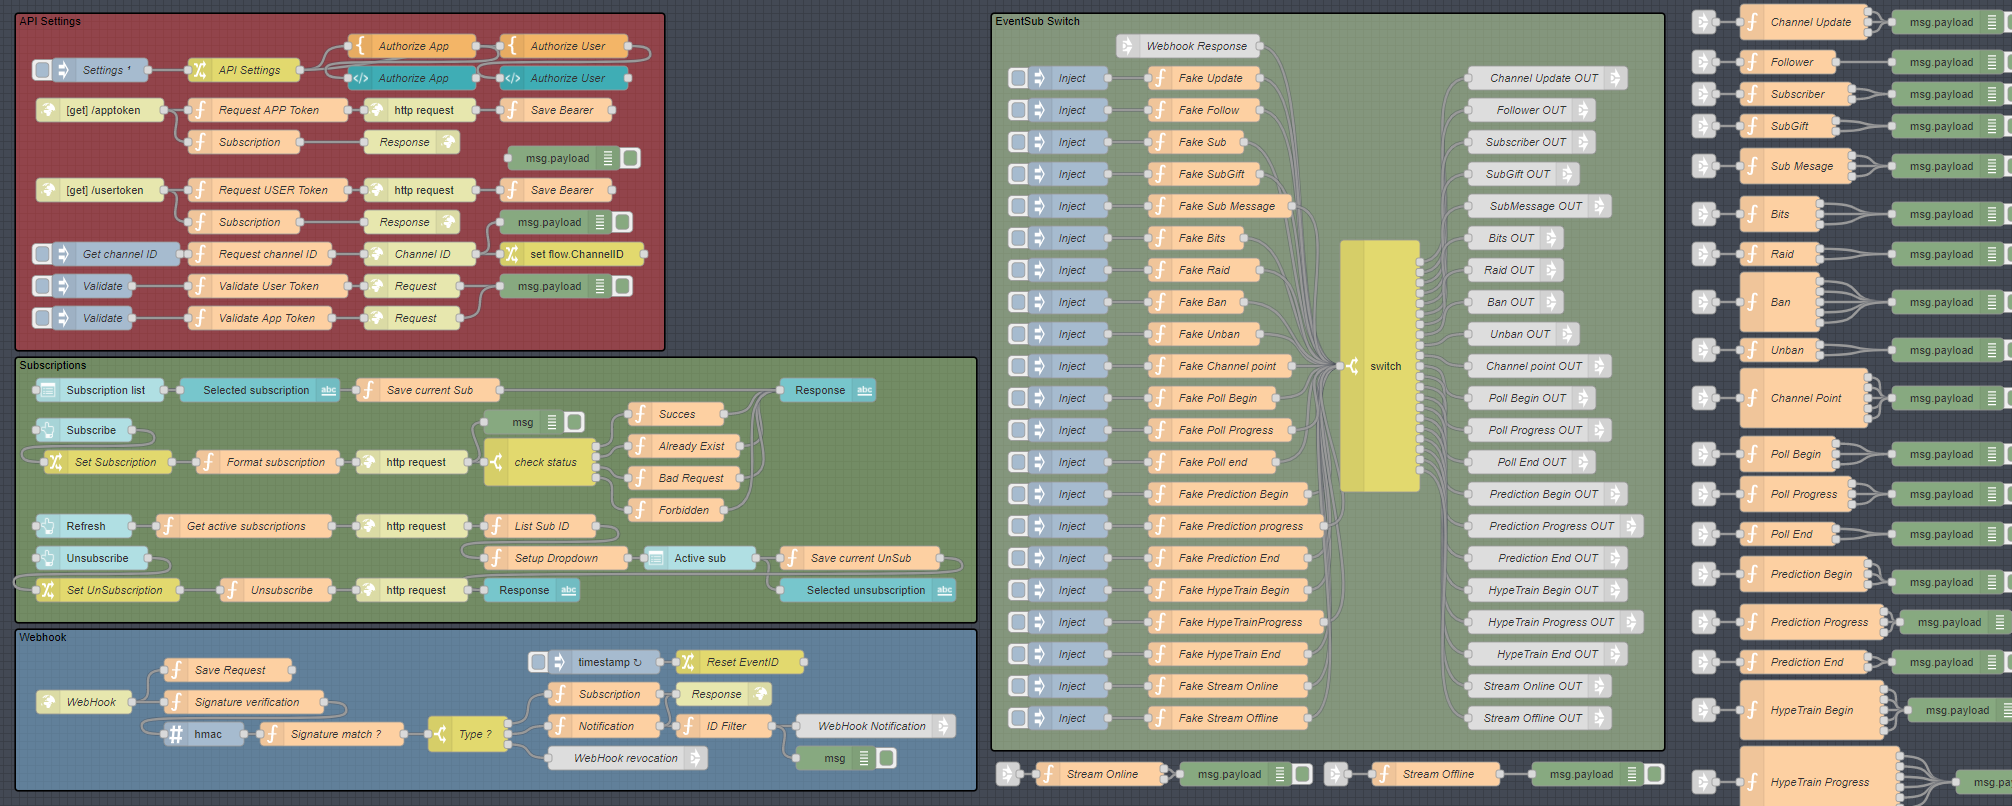 API Settings
Authorize App
Authorize User
Settings ¹
API Settings
Authorize App
Authorize User
[get] /apptoken
Request APP Token
http request
Save Bearer
Subscription
Response
msg.payload
[get] /usertoken
Request USER Token
http request
Save Bearer
Subscription
Response
msg.payload
Get channel ID
Request channel ID
Channel ID
set flow.ChannelID
Validate
Validate User Token
Request
msg.payload
Validate
Validate App Token
Request
Subscriptions
Subscription list
Selected subscription
abc
Save current Sub
Response
abc
Subscribe
msg
Succes
Already Exist
Set Subscription
Format subscription
http request
check status
Bad Request
Forbidden
Refresh
Get active subscriptions
http request
List Sub ID
Unsubscribe
Setup Dropdown
Active sub
Save current UnSub
Set UnSubscription
Unsubscribe
http request
Response
abc
Selected unsubscription
abc
Webhook
timestamp ↻
Reset EventID
Save Request
WebHook
Signature verification
Subscription
Response
hmac
Signature match ?
Type ?
Notification
ID Filter
WebHook Notification
WebHook revocation
msg
EventSub Switch
Webhook Response
Inject
Fake Update
Channel Update OUT
Inject
Fake Follow
Follower OUT
Inject
Fake Sub
Subscriber OUT
Inject
Fake SubGift
SubGift OUT
Inject
Fake Sub Message
SubMessage OUT
Inject
Fake Bits
Bits OUT
Inject
Fake Raid
Raid OUT
Inject
Fake Ban
Ban OUT
Inject
Fake Unban
Unban OUT
Inject
Fake Channel point
switch
Channel point OUT
Inject
Fake Poll Begin
Poll Begin OUT
Inject
Fake Poll Progress
Poll Progress OUT
Inject
Fake Poll end
Poll End OUT
Inject
Fake Prediction Begin
Prediction Begin OUT
Inject
Fake Prediction progress
Prediction Progress OUT
Inject
Fake Prediction End
Prediction End OUT
Inject
Fake HypeTrain Begin
HypeTrain Begin OUT
Inject
Fake HypeTrainProgress
HypeTrain Progress OUT
Inject
Fake HypeTrain End
HypeTrain End OUT
Inject
Fake Stream Online
Stream Online OUT
Inject
Fake Stream Offline
Stream Offline OUT
Stream Online
msg.payload
Stream Offline
msg.payload
Channel Update
msg.payload
Follower
msg.payload
Subscriber
msg.payload
SubGift
msg.payload
Sub Mesage
msg.payload
Bits
msg.payload
Raid
msg.payload
Ban
msg.payload
Unban
msg.payload
Channel Point
msg.payload
Poll Begin
msg.payload
Poll Progress
msg.payload
Poll End
msg.payload
Prediction Begin
msg.payload
Prediction Progress
msg.payload
Prediction End
msg.payload
HypeTrain Begin
msg.payload
HypeTrain Progress
msg.pa